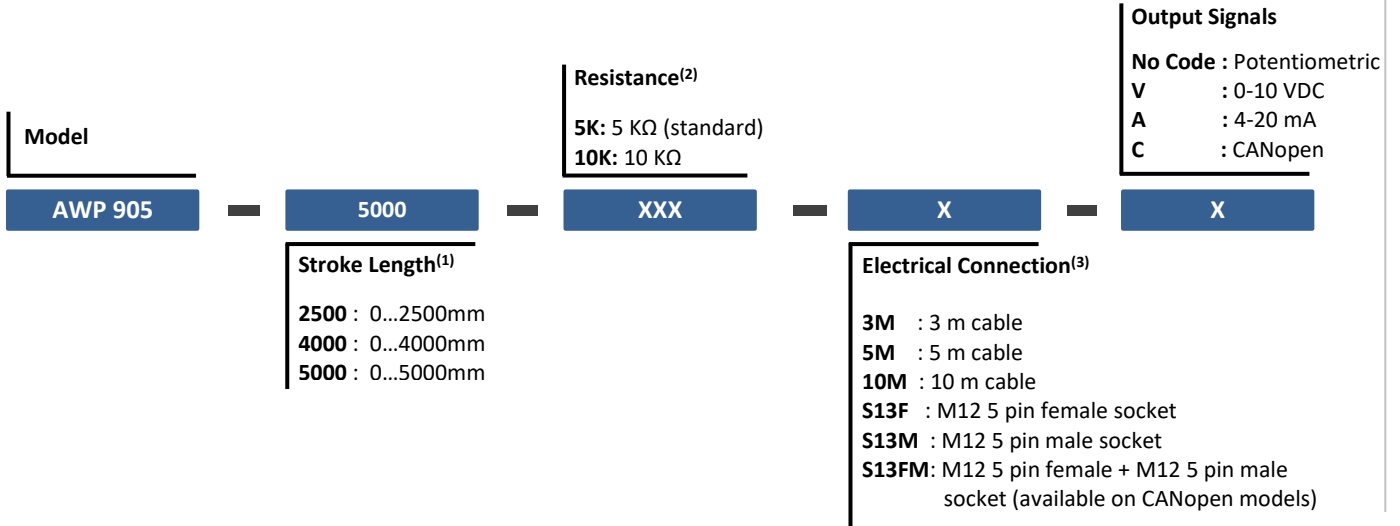 Output Signals
No Code : Potentiometric
V : 0-10 VDC
A : 4-20 mA
C : CANopen
Resistance(2)
5K: 5 KΩ (standard)
10K: 10 KΩ
Model
AWP 905 - 5000 - XXX - X - X
Stroke Length(1)
2500 : 0...2500mm
4000 : 0...4000mm
5000 : 0...5000mm
Electrical Connection(3)
3M : 3 m cable
5M : 5 m cable
10M : 10 m cable
S13F : M12 5 pin female socket
S13M : M12 5 pin male socket
S13FM: M12 5 pin female + M12 5 pin male
socket (available on CANopen models)